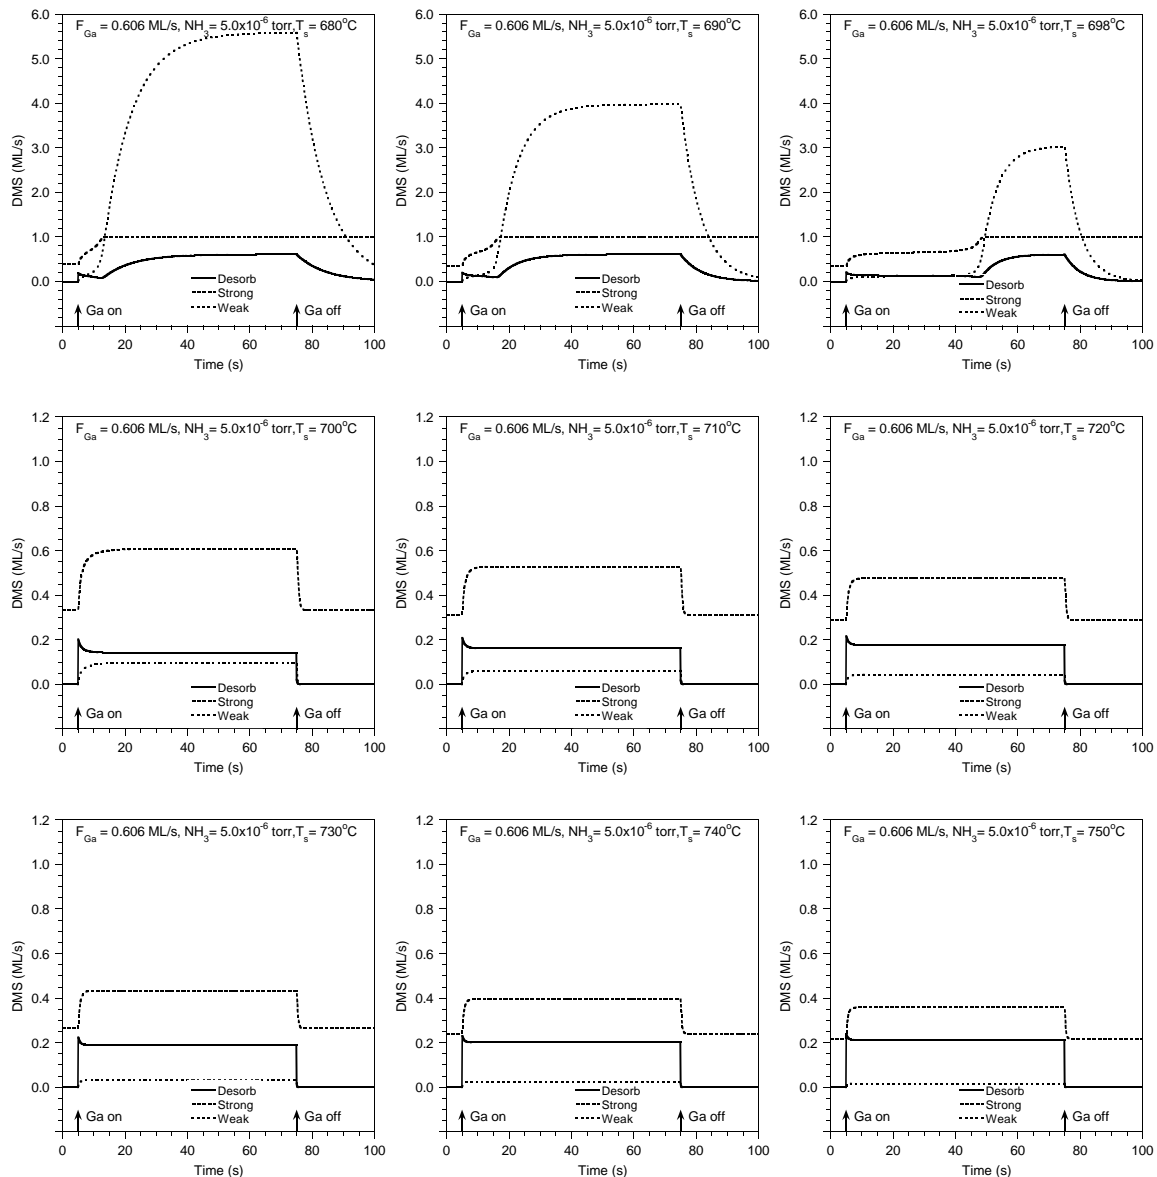 F_Ga = 0.606 ML/s, NH_3= 5.0x10^-6 torr,T_s = 680^oC
6.0
5.0
4.0
3.0
2.0
1.0
0.0
DMS (ML/s)
Desorb
Strong
Weak
Ga on
Ga off
0 20 40 60 80 100
Time (s)
F_Ga = 0.606 ML/s, NH_3= 5.0x10^-6 torr,T_s = 690^oC
6.0
5.0
4.0
3.0
2.0
1.0
0.0
DMS (ML/s)
Desorb
Strong
Weak
Ga on
Ga off
0 20 40 60 80 100
Time (s)
F_Ga = 0.606 ML/s, NH_3= 5.0x10^-6 torr,T_s = 698^oC
6.0
5.0
4.0
3.0
2.0
1.0
0.0
DMS (ML/s)
Desorb
Strong
Weak
Ga on
Ga off
0 20 40 60 80 100
Time (s)
F_Ga = 0.606 ML/s, NH_3= 5.0x10^-6 torr,T_s = 700^oC
1.2
1.0
0.8
0.6
0.4
0.2
0.0
DMS (ML/s)
Desorb
Strong
Weak
Ga on
Ga off
0 20 40 60 80 100
Time (s)
F_Ga = 0.606 ML/s, NH_3= 5.0x10^-6 torr,T_s = 710^oC
1.2
1.0
0.8
0.6
0.4
0.2
0.0
DMS (ML/s)
Desorb
Strong
Weak
Ga on
Ga off
0 20 40 60 80 100
Time (s)
F_Ga = 0.606 ML/s, NH_3= 5.0x10^-6 torr,T_s = 720^oC
1.2
1.0
0.8
0.6
0.4
0.2
0.0
DMS (ML/s)
Desorb
Strong
Weak
Ga on
Ga off
0 20 40 60 80 100
Time (s)
F_Ga = 0.606 ML/s, NH_3= 5.0x10^-6 torr,T_s = 730^oC
1.2
1.0
0.8
0.6
0.4
0.2
0.0
DMS (ML/s)
Desorb
Strong
Weak
Ga on
Ga off
0 20 40 60 80 100
Time (s)
F_Ga = 0.606 ML/s, NH_3= 5.0x10^-6 torr,T_s = 740^oC
1.2
1.0
0.8
0.6
0.4
0.2
0.0
DMS (ML/s)
Desorb
Strong
Weak
Ga on
Ga off
0 20 40 60 80 100
Time (s)
F_Ga = 0.606 ML/s, NH_3= 5.0x10^-6 torr,T_s = 750^oC
1.2
1.0
0.8
0.6
0.4
0.2
0.0
DMS (ML/s)
Desorb
Strong
Weak
Ga on
Ga off
0 20 40 60 80 100
Time (s)